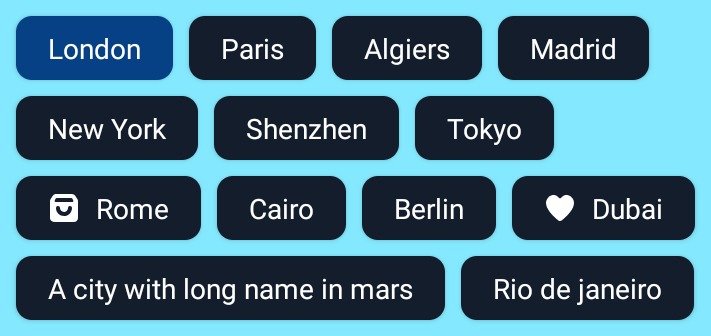 London Paris Algiers Madrid
New York Shenzhen Tokyo
Rome Cairo Berlin Dubai
A city with long name in mars Rio de janeiro